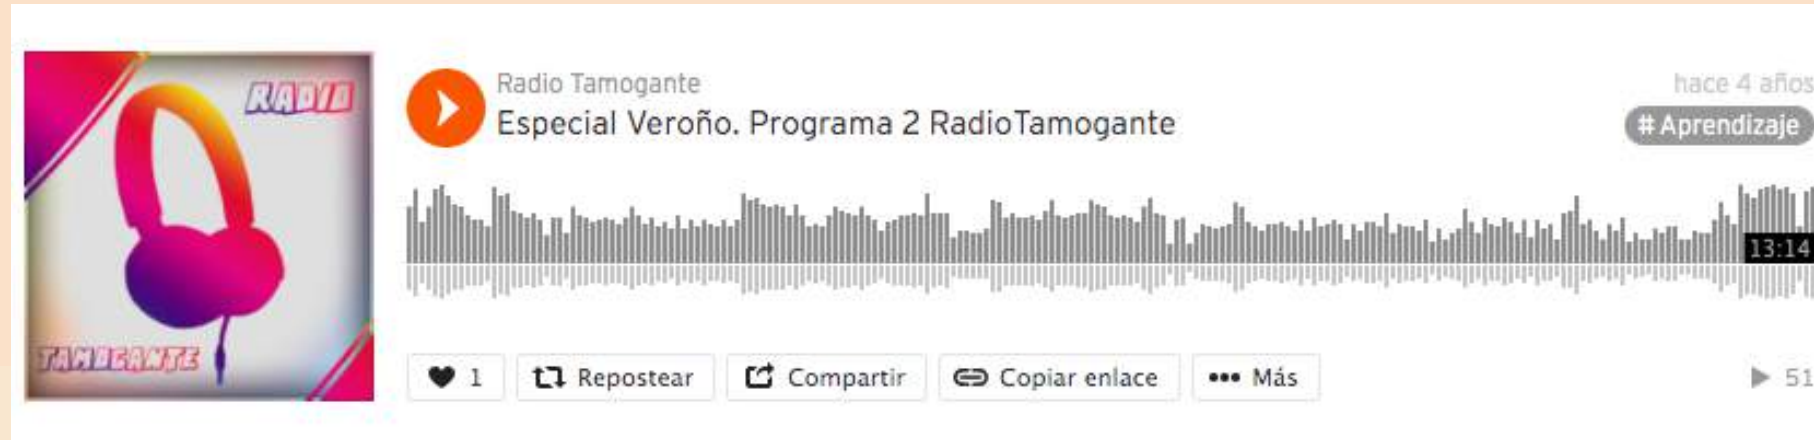 RADIO
TAMOGANTE
Radio Tamogante
Especial Veroño. Programa 2 RadioTamogante
hace 4 años
# Aprendizaje
13:14
1
Repostear
Compartir
Copiar enlace
Más
51